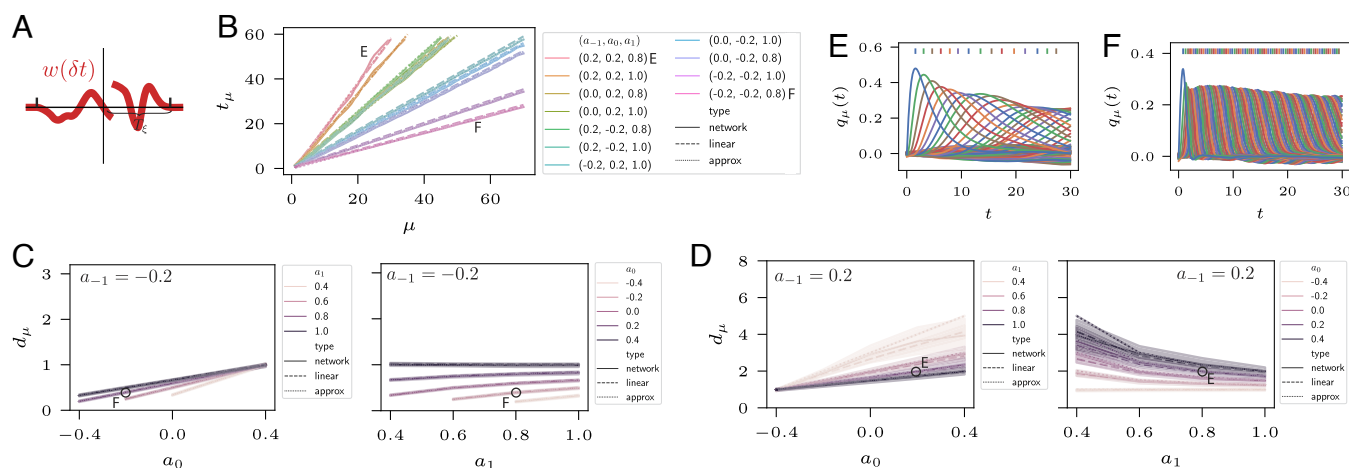 A
w(δt)
ξ
B
t_μ
60
40
20
0
0
20
40
60
μ
E
F
(a_{-1}, a_0, a_1)
(0.2, 0.2, 0.8) E
(0.2, 0.2, 1.0)
(0.0, 0.2, 0.8)
(0.0, 0.2, 1.0)
(0.2, -0.2, 0.8)
(0.2, -0.2, 1.0)
(-0.2, 0.2, 1.0)
(0.0, -0.2, 1.0)
(0.0, -0.2, 0.8)
(-0.2, -0.2, 1.0)
(-0.2, -0.2, 0.8) F
type
network
linear
approx
E
q_μ(t)
0.6
0.4
0.2
0.0
0
10
20
30
t
F
q_μ(t)
0.4
0.2
0.0
0
10
20
30
t
C
a_{-1} = −0.2
d_μ
3
2
1
0
−0.4
0.0
0.4
a_0
F
a_1
0.4
0.6
0.8
1.0
type
network
linear
approx
a_{-1} = −0.2
0.4
0.6
0.8
1.0
a_1
F
a_0
-0.4
-0.2
0.0
0.2
0.4
type
network
linear
approx
D
a_{-1} = 0.2
d_μ
8
6
4
2
0
−0.4
0.0
0.4
a_0
E
a_1
0.4
0.6
0.8
1.0
type
network
linear
approx
a_{-1} = 0.2
0.4
0.6
0.8
1.0
a_1
E
a_0
-0.4
-0.2
0.0
0.2
0.4
type
network
linear
approx